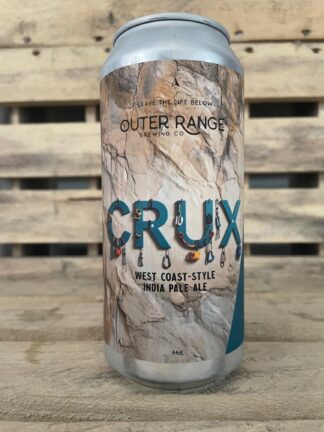 LEAVE THE LIFE BELOW
OUTER RANGE
BREWING CO.
CRUX
WEST COAST-STYLE
INDIA PALE ALE
44cL